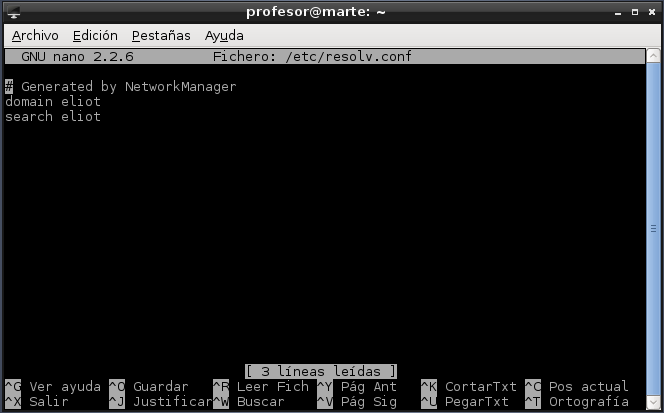 profesor@marte: ~
Archivo Edición Pestañas Ayuda
GNU nano 2.2.6 Fichero: /etc/resolv.conf
# Generated by NetworkManager
domain eliot
search eliot
[ 3 líneas leídas ]
^G Ver ayuda ^O Guardar ^R Leer Fich ^Y Pág Ant ^K CortarTxt ^C Pos actual
^X Salir ^J Justificar ^W Buscar ^V Pág Sig ^U PegarTxt ^T Ortografía